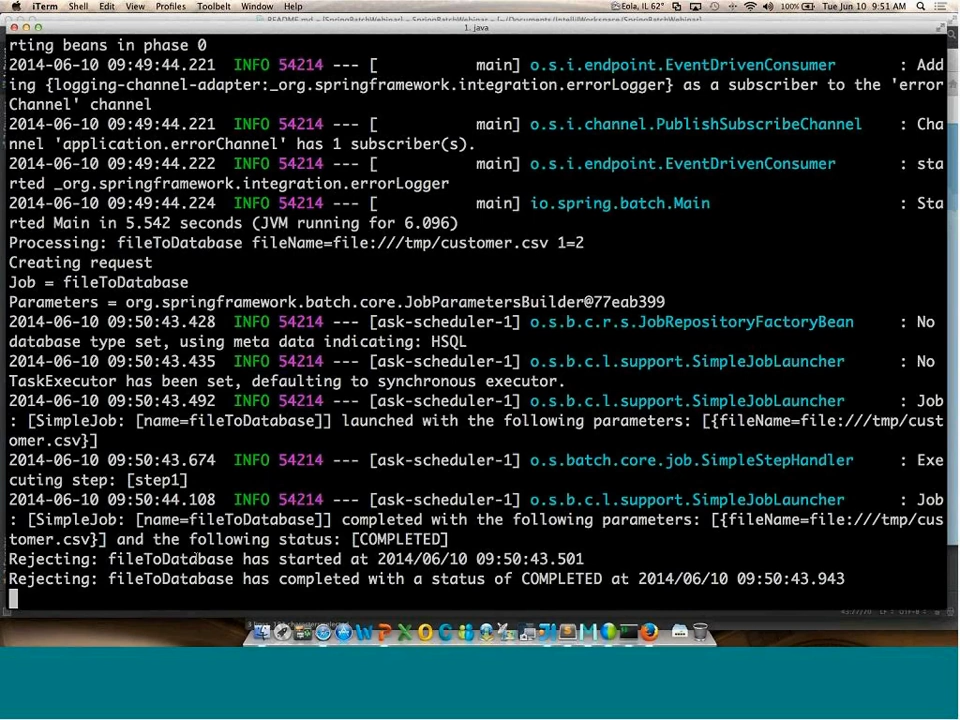 iTerm Shell Edit View Profiles Toolbelt Window Help Eola, IL 62° 100% Tue Jun 10 9:51 AM
README.md - [SpringBatchWebinar] - SpringBatchWebinar - [~/Documents/IntelliWorkspace/SpringBatchWebinar]
1. java
rting beans in phase 0
2014-06-10 09:49:44.221 INFO 54214 --- [ main] o.s.i.endpoint.EventDrivenConsumer : Add
ing {logging-channel-adapter:_org.springframework.integration.errorLogger} as a subscriber to the 'error
Channel' channel
2014-06-10 09:49:44.221 INFO 54214 --- [ main] o.s.i.channel.PublishSubscribeChannel : Cha
nnel 'application.errorChannel' has 1 subscriber(s).
2014-06-10 09:49:44.222 INFO 54214 --- [ main] o.s.i.endpoint.EventDrivenConsumer : sta
rted _org.springframework.integration.errorLogger
2014-06-10 09:49:44.224 INFO 54214 --- [ main] io.spring.batch.Main : Sta
rted Main in 5.542 seconds (JVM running for 6.096)
Processing: fileToDatabase fileName=file:///tmp/customer.csv 1=2
Creating request
Job = fileToDatabase
Parameters = org.springframework.batch.core.JobParametersBuilder@77eab399
2014-06-10 09:50:43.428 INFO 54214 --- [ask-scheduler-1] o.s.b.c.r.s.JobRepositoryFactoryBean : No
database type set, using meta data indicating: HSQL
2014-06-10 09:50:43.435 INFO 54214 --- [ask-scheduler-1] o.s.b.c.l.support.SimpleJobLauncher : No
TaskExecutor has been set, defaulting to synchronous executor.
2014-06-10 09:50:43.492 INFO 54214 --- [ask-scheduler-1] o.s.b.c.l.support.SimpleJobLauncher : Job
: [SimpleJob: [name=fileToDatabase]] launched with the following parameters: [{fileName=file:///tmp/cust
omer.csv}]
2014-06-10 09:50:43.674 INFO 54214 --- [ask-scheduler-1] o.s.batch.core.job.SimpleStepHandler : Exe
cuting step: [step1]
2014-06-10 09:50:44.108 INFO 54214 --- [ask-scheduler-1] o.s.b.c.l.support.SimpleJobLauncher : Job
: [SimpleJob: [name=fileToDatabase]] completed with the following parameters: [{fileName=file:///tmp/cus
tomer.csv}] and the following status: [COMPLETED]
Rejecting: fileToDatabase has started at 2014/06/10 09:50:43.501
Rejecting: fileToDatabase has completed with a status of COMPLETED at 2014/06/10 09:50:43.943